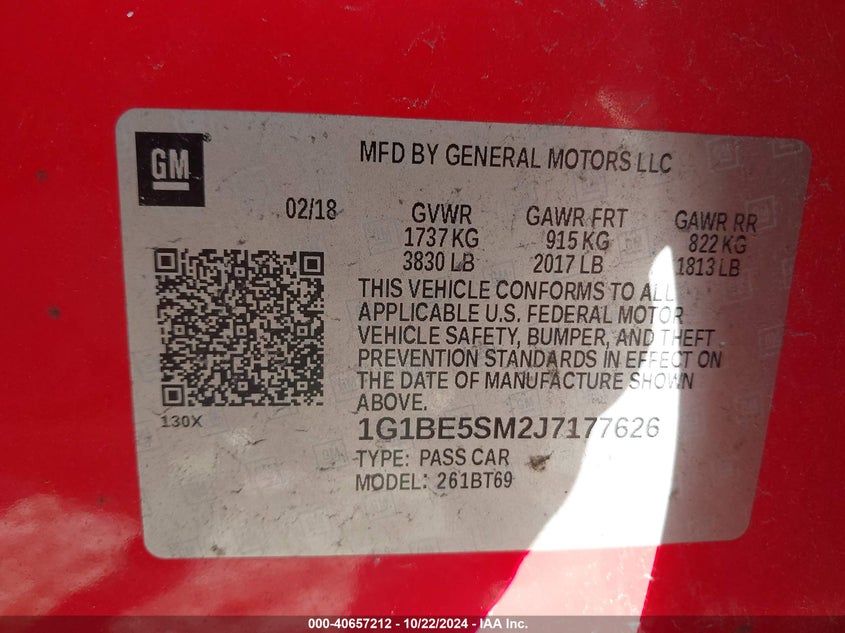 GM
MFD BY GENERAL MOTORS LLC
02/18
GVWR GAWR FRT GAWR RR
1737 KG 915 KG 822 KG
3830 LB 2017 LB 1813 LB
THIS VEHICLE CONFORMS TO ALL
APPLICABLE U.S. FEDERAL MOTOR
VEHICLE SAFETY, BUMPER, AND THEFT
PREVENTION STANDARDS IN EFFECT ON
THE DATE OF MANUFACTURE SHOWN
ABOVE.
130X
1G1BE5SM2J7177626
TYPE: PASS CAR
MODEL: 261BT69
000-40657212 - 10/22/2024 - IAA Inc.